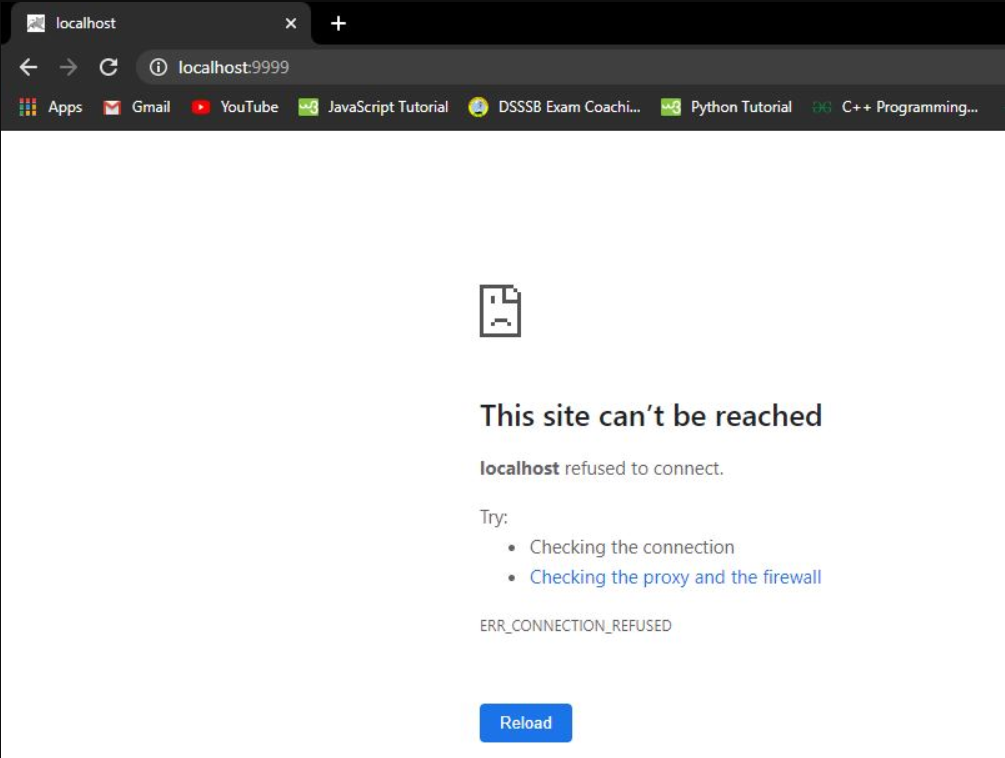 localhost
localhost:9999
Apps Gmail YouTube JavaScript Tutorial DSSSB Exam Coachi... Python Tutorial C++ Programming...
This site can’t be reached
localhost refused to connect.
Try:
• Checking the connection
• Checking the proxy and the firewall
ERR_CONNECTION_REFUSED
Reload